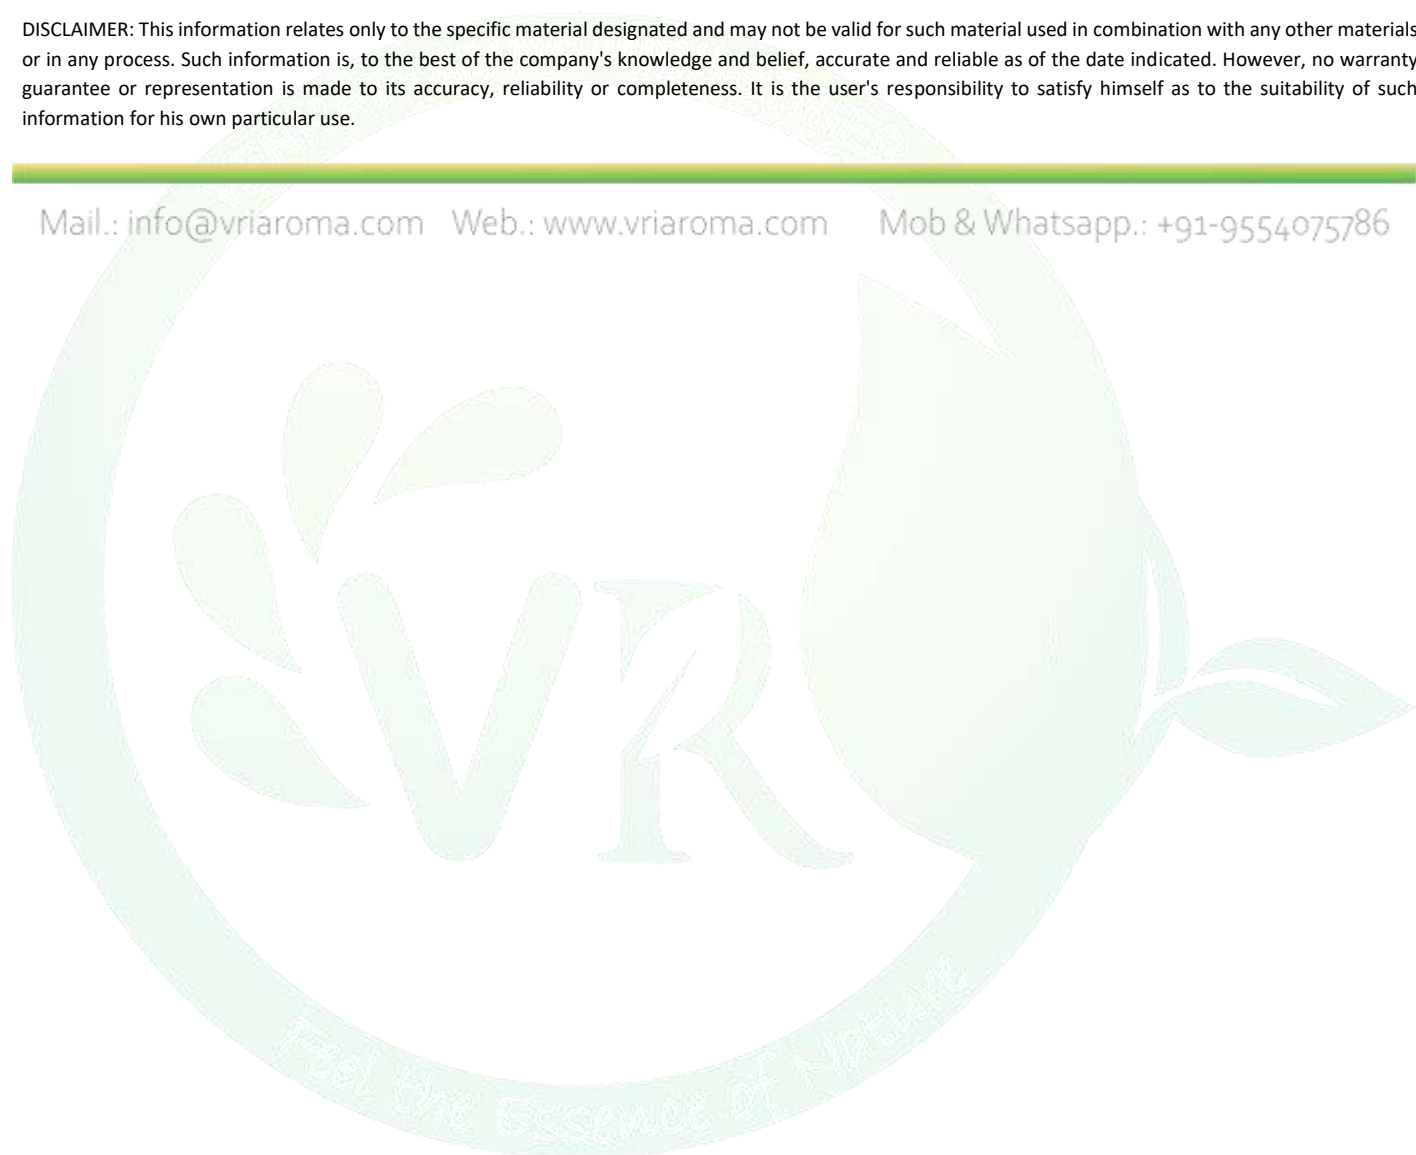 DISCLAIMER: This information relates only to the specific material designated and may not be valid for such material used in combination with any other materials
or in any process. Such information is, to the best of the company's knowledge and belief, accurate and reliable as of the date indicated. However, no warranty
guarantee or representation is made to its accuracy, reliability or completeness. It is the user's responsibility to satisfy himself as to the suitability of such
information for his own particular use.
Mail.: info@vriaroma.com Web.: www.vriaroma.com Mob & Whatsapp.: +91-9554075786
VR
Feel the Essence of Nature